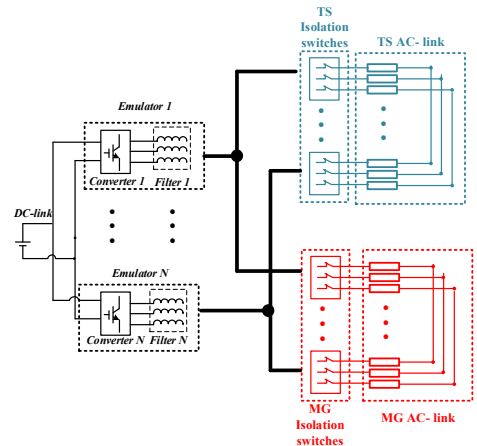 TS
Isolation
switches
TS AC- link
Emulator 1
Converter 1
Filter 1
DC-link
Emulator N
Converter N
Filter N
MG
Isolation
switches
MG AC- link